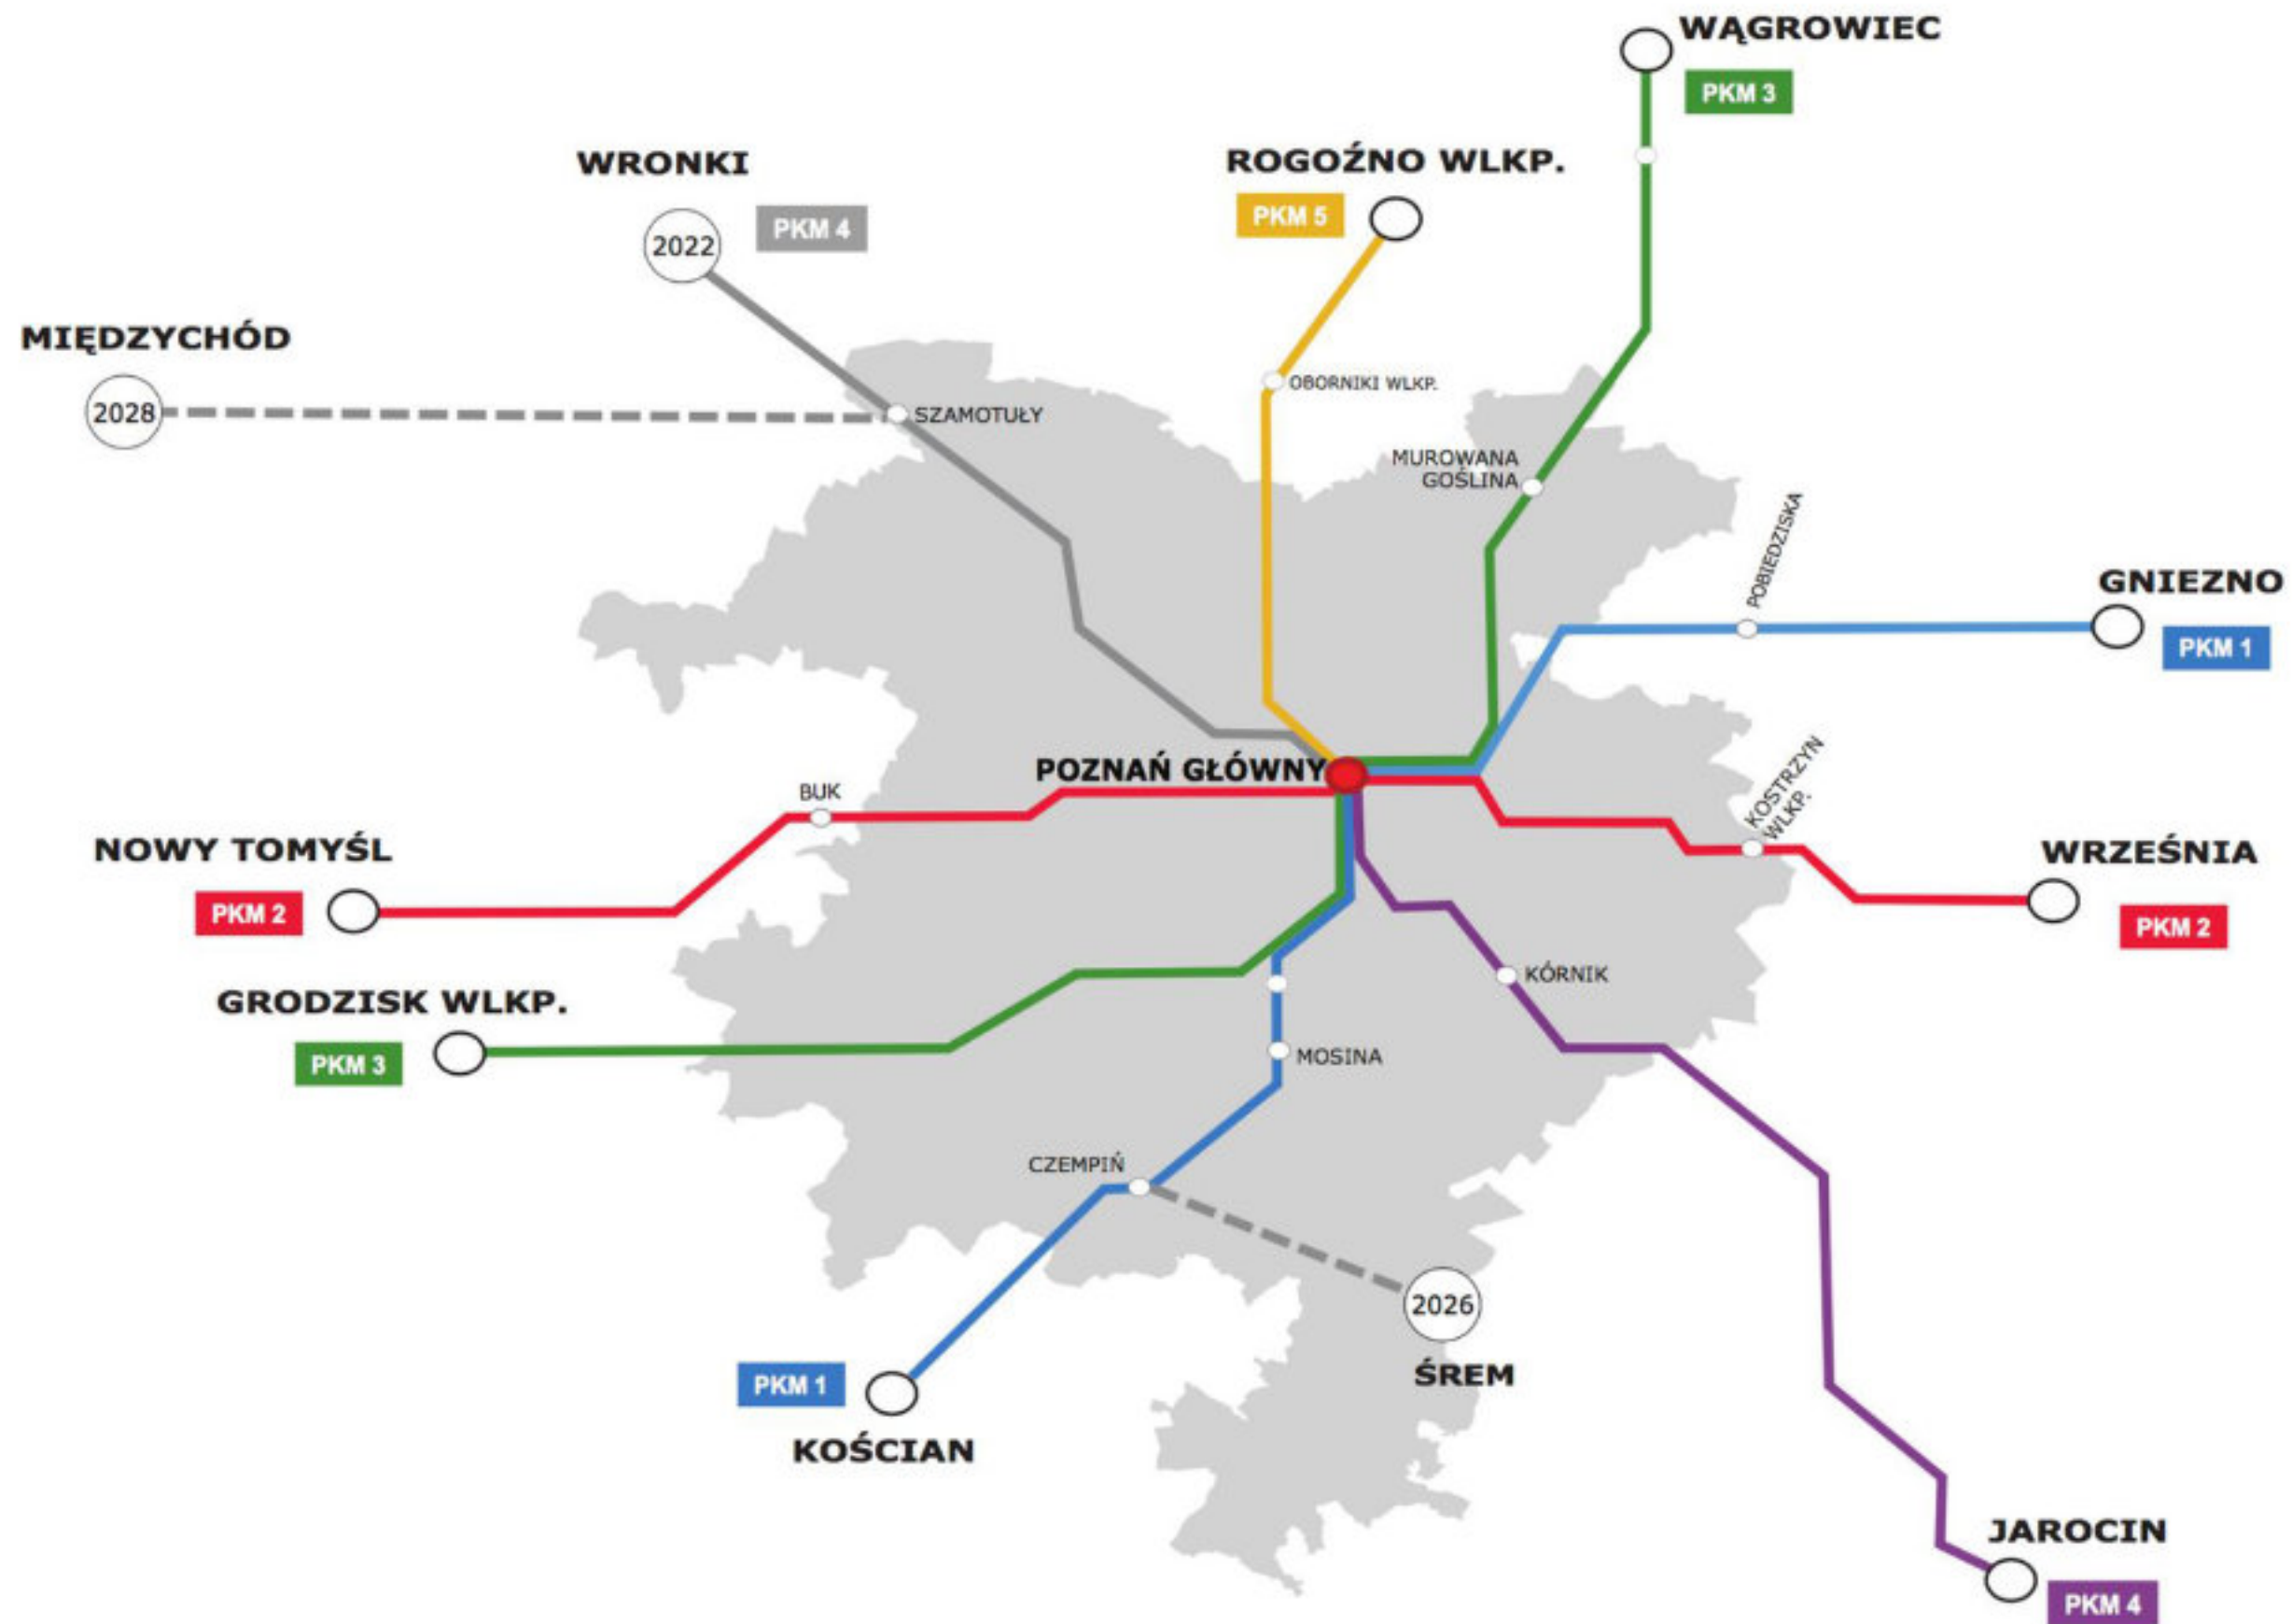 WĄGROWIEC
PKM 3
WRONKI
PKM 4
2022
ROGOŹNO WLKP.
PKM 5
MIĘDZYCHÓD
2028
SZAMOTUŁY
OBORNIKI WLKP.
MUROWANA
GOŚLINA
POBIEDZISKA
GNIEZNO
PKM 1
POZNAŃ GŁÓWNY
BUK
KOSTRZYN
WLKP.
NOWY TOMYŚL
PKM 2
WRZEŚNIA
PKM 2
GRODZISK WLKP.
PKM 3
KÓRNIK
MOSINA
CZEMPIŃ
2026
ŚREM
PKM 1
KOŚCIAN
JAROCIN
PKM 4